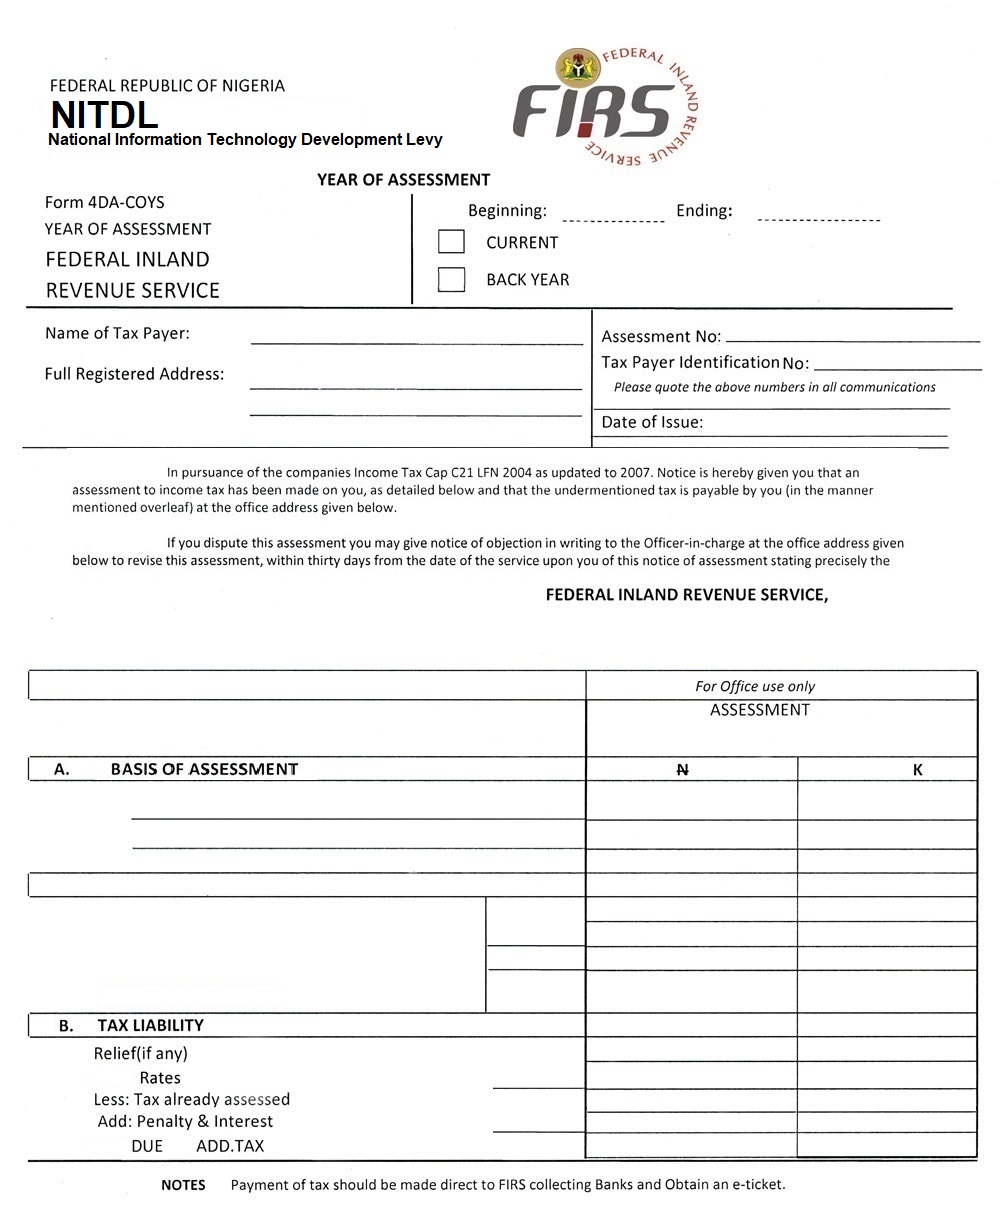 FEDERAL REPUBLIC OF NIGERIA
NITDL
National Information Technology Development Levy
FIRS
FEDERAL INLAND REVENUE SERVICE
YEAR OF ASSESSMENT
Form 4DA-COYS
YEAR OF ASSESSMENT
FEDERAL INLAND
REVENUE SERVICE
Beginning: Ending:
CURRENT
BACK YEAR
Name of Tax Payer:
Full Registered Address:
Assessment No:
Tax Payer Identification No:
Please quote the above numbers in all communications
Date of Issue:
In pursuance of the companies Income Tax Cap C21 LFN 2004 as updated to 2007. Notice is hereby given you that an
assessment to income tax has been made on you, as detailed below and that the undermentioned tax is payable by you (in the manner
mentioned overleaf) at the office address given below.
If you dispute this assessment you may give notice of objection in writing to the Officer-in-charge at the office address given
below to revise this assessment, within thirty days from the date of the service upon you of this notice of assessment stating precisely the
FEDERAL INLAND REVENUE SERVICE,
For Office use only
ASSESSMENT
A. BASIS OF ASSESSMENT ₦ K
B. TAX LIABILITY
Relief(if any)
Rates
Less: Tax already assessed
Add: Penalty & Interest
DUE ADD.TAX
NOTES Payment of tax should be made direct to FIRS collecting Banks and Obtain an e-ticket.